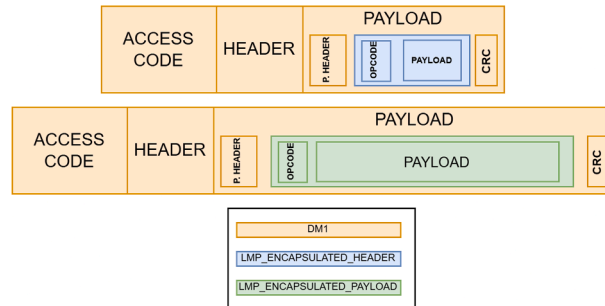 PAYLOAD
ACCESS
CODE
HEADER
P. HEADER
OPCODE
PAYLOAD
CRC
PAYLOAD
ACCESS
CODE
HEADER
P. HEADER
OPCODE
PAYLOAD
CRC
DM1
LMP_ENCAPSULATED_HEADER
LMP_ENCAPSULATED_PAYLOAD